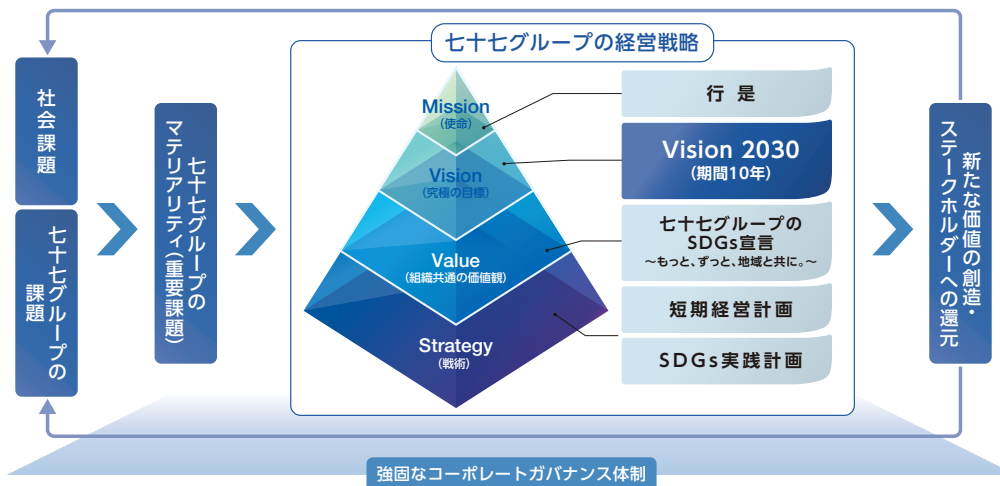 七十七グループの経営戦略
社会課題
七十七グループの
課題
七十七グループの
マテリアリティ(重要課題)
Mission
(使命)
Vision
(究極の目標)
Value
(組織共通の価値観)
Strategy
(戦術)
行是
Vision 2030
(期間10年)
七十七グループの
SDGs宣言
～もっと、ずっと、地域と共に。～
短期経営計画
SDGs実践計画
新たな価値の創造・
ステークホルダーへの還元
強固なコーポレートガバナンス体制